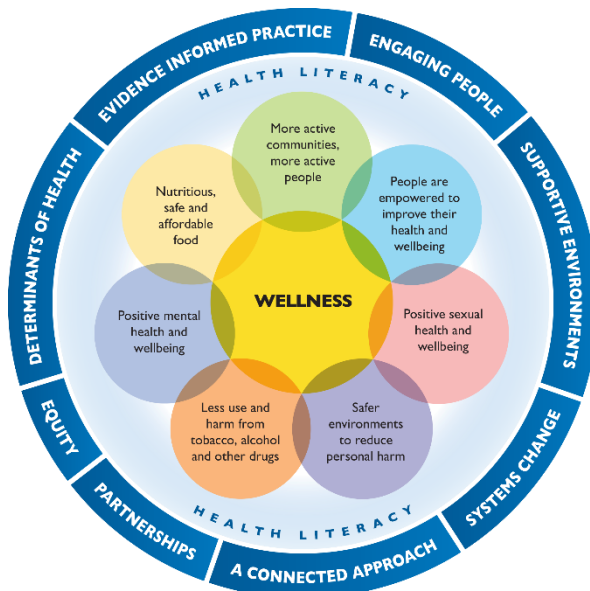 EVIDENCE INFORMED PRACTICE
ENGAGING PEOPLE
SUPPORTIVE ENVIRONMENTS
SYSTEMS CHANGE
A CONNECTED APPROACH
PARTNERSHIPS
EQUITY
DETERMINANTS OF HEALTH
HEALTH LITERACY
More active
communities,
more active
people
People are
empowered to
improve their
health and
wellbeing
Positive sexual
health and
wellbeing
Safer
environments
to reduce
personal harm
Less use and
harm from
tobacco, alcohol
and other drugs
Positive mental
health and
wellbeing
Nutritious,
safe and
affordable
food
WELLNESS
HEALTH LITERACY